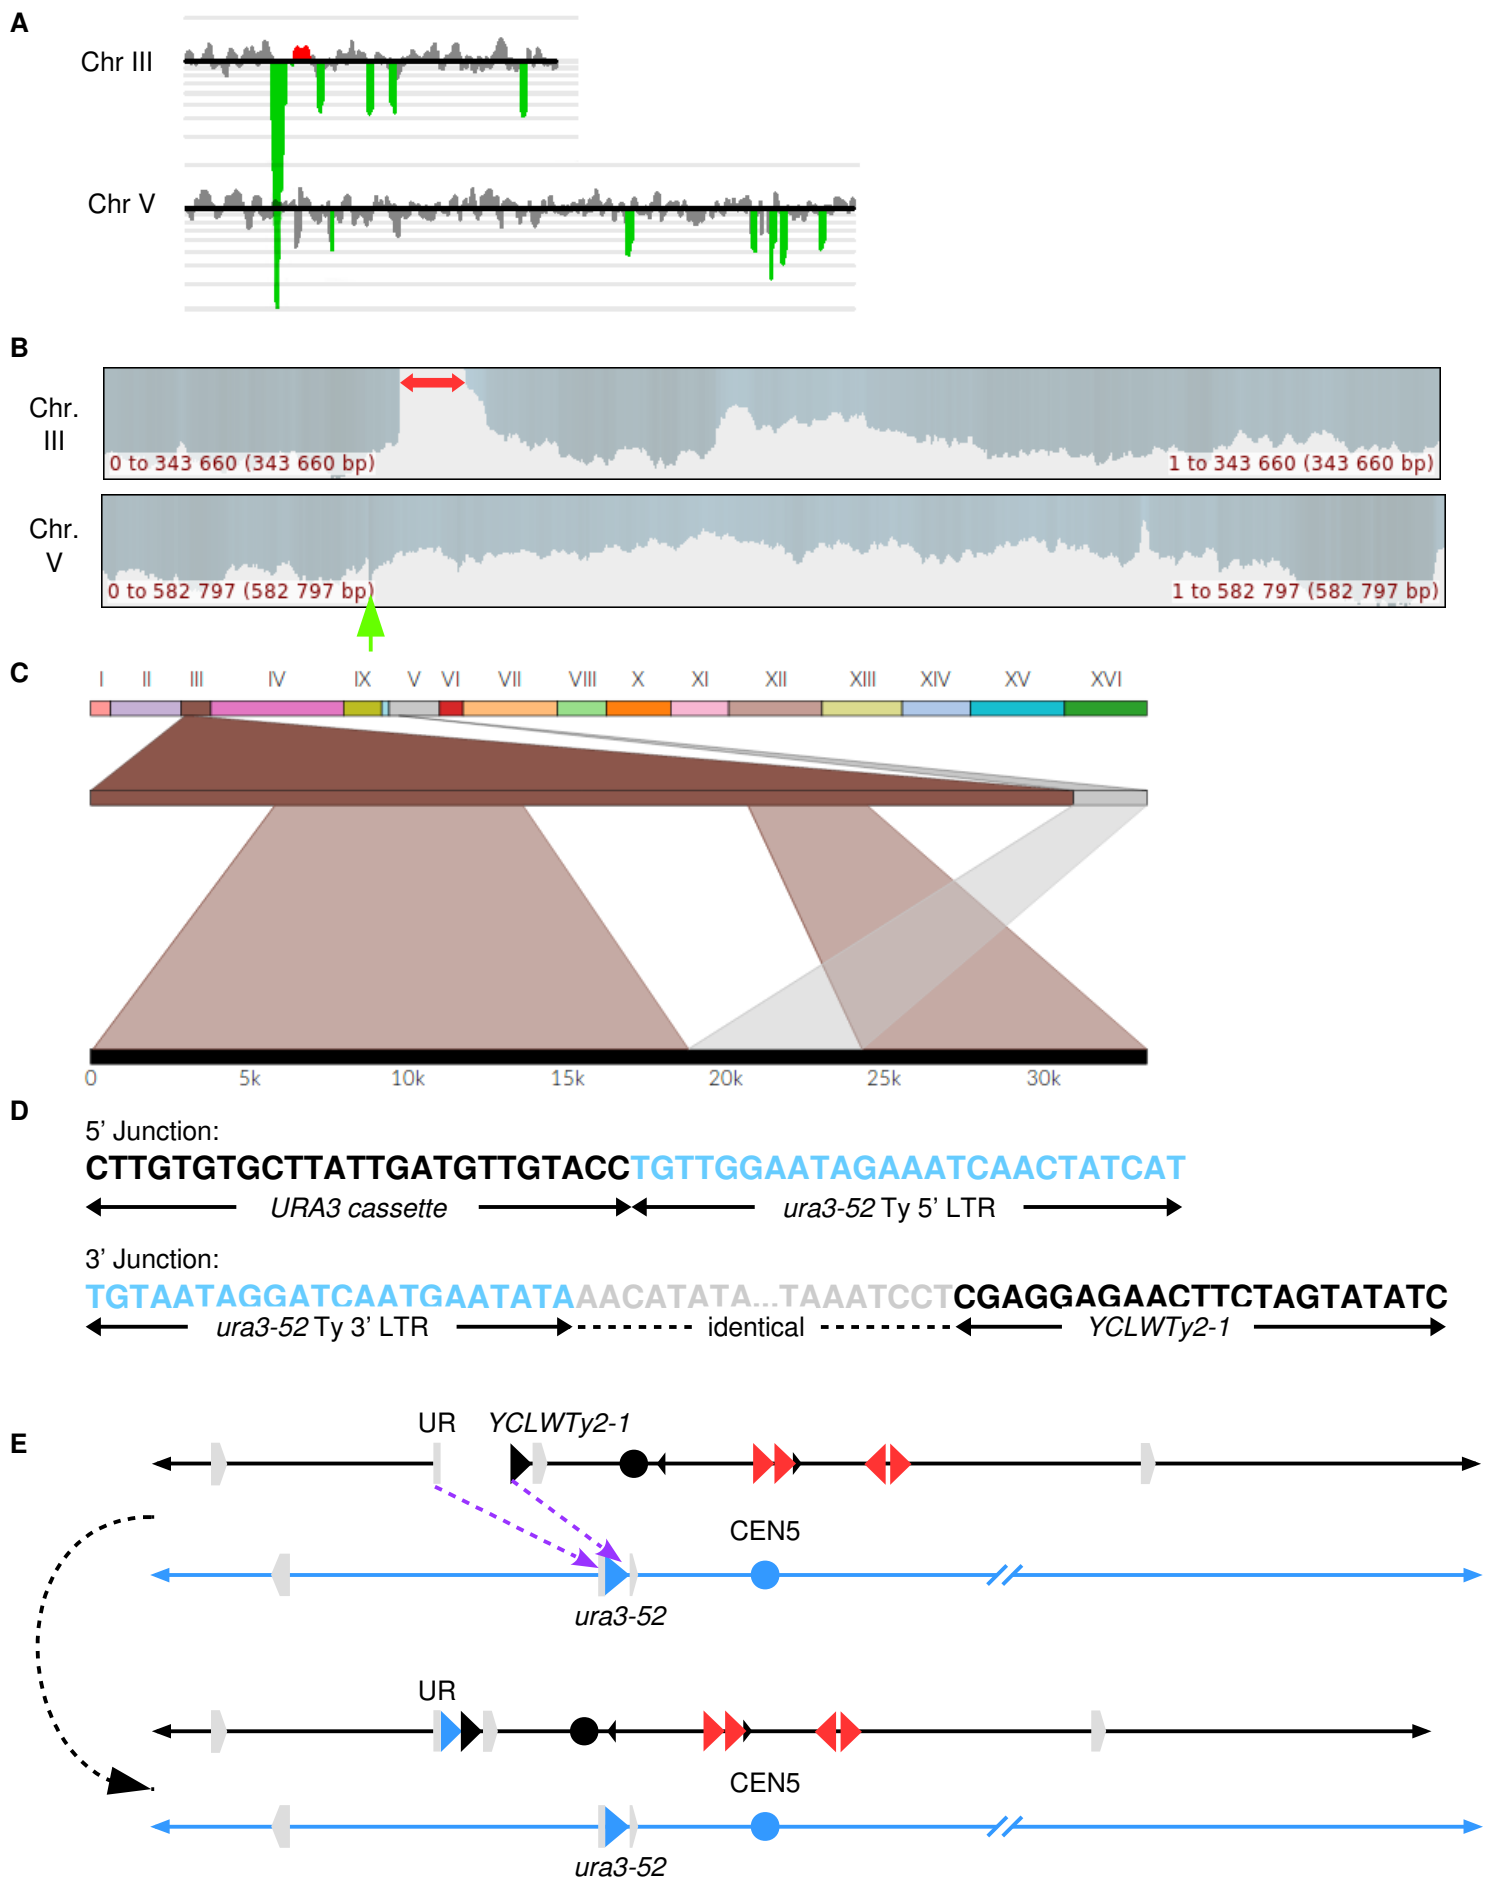 A
Chr III
Chr V
B
Chr.
III
0 to 343 660 (343 660 bp)
1 to 343 660 (343 660 bp)
Chr.
V
0 to 582 797 (582 797 bp)
1 to 582 797 (582 797 bp)
C
I II III IV IX V VI VII VIII X XI XII XIII XIV XV XVI
0 5k 10k 15k 20k 25k 30k
D
5’ Junction:
CTTGTGTGCTTATTGATGTTGTACCTGTTGGAATAGAAATCAACTATCAT
URA3 cassette ura3-52 Ty 5’ LTR
3’ Junction:
TGTAATAGGATCAATGAATATAAACATATA...TAAATCCTCGAGGAGAACTTCTAGTATATC
ura3-52 Ty 3’ LTR identical YCLWTy2-1
E
UR YCLWTy2-1
CEN5
ura3-52
UR
CEN5
ura3-52